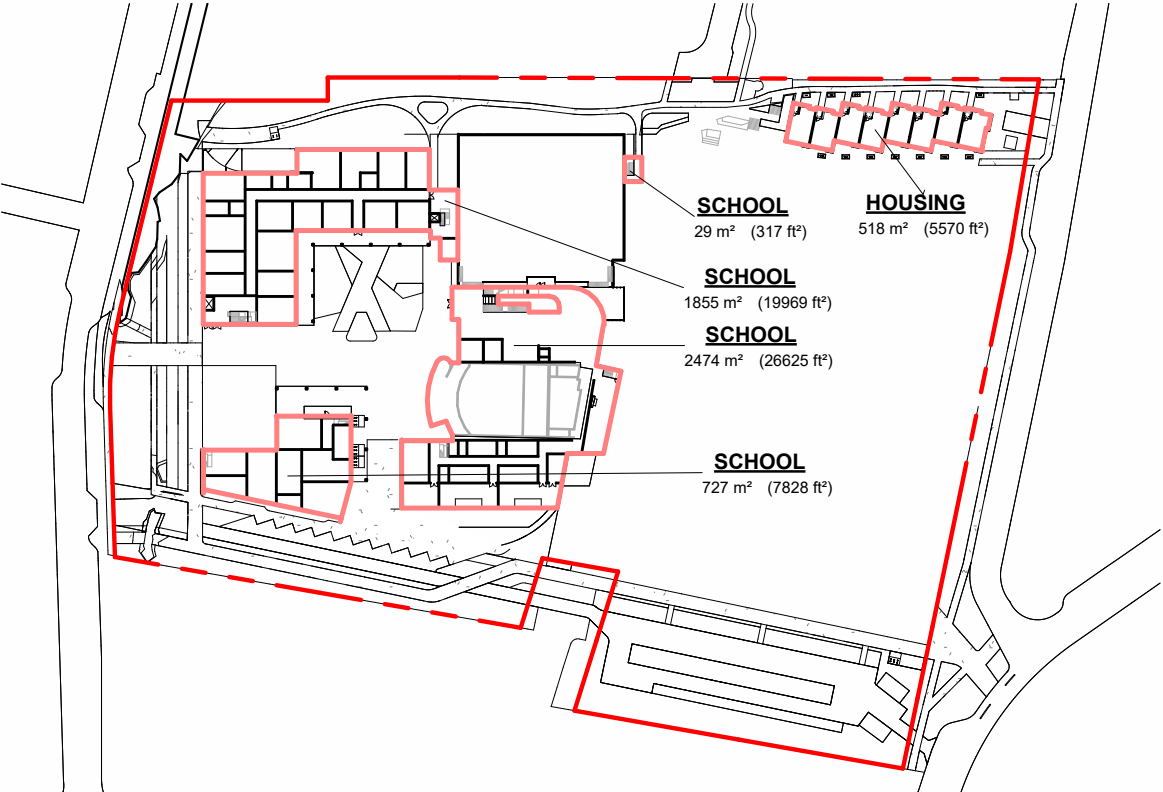 SCHOOL
29 m² (317 ft²)
HOUSING
518 m² (5570 ft²)
SCHOOL
1855 m² (19969 ft²)
SCHOOL
2474 m² (26625 ft²)
SCHOOL
727 m² (7828 ft²)